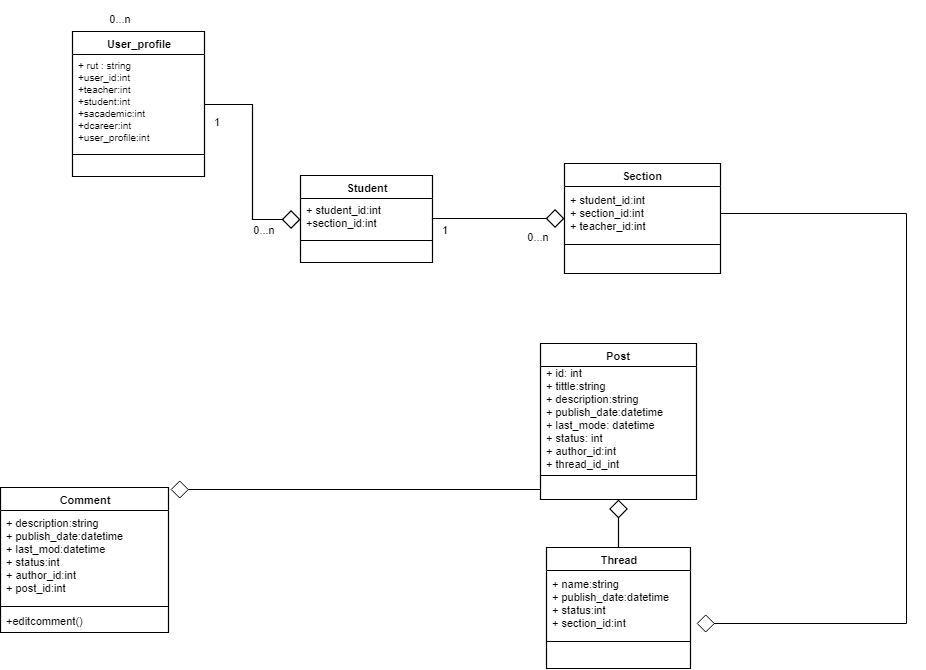 0...n
User_profile
+ rut : string
+user_id:int
+teacher:int
+student:int
+sacademic:int
+dcareer:int
+user_profile:int
1
0...n
Student
+ student_id:int
+section_id:int
1
0...n
Section
+ student_id:int
+ section_id:int
+ teacher_id:int
Post
+ id: int
+ tittle:string
+ description:string
+ publish_date:datetime
+ last_mode: datetime
+ status: int
+ author_id:int
+ thread_id_int
Comment
+ description:string
+ publish_date:datetime
+ last_mod:datetime
+ status:int
+ author_id:int
+ post_id:int
+editcomment()
Thread
+ name:string
+ publish_date:datetime
+ status:int
+ section_id:int